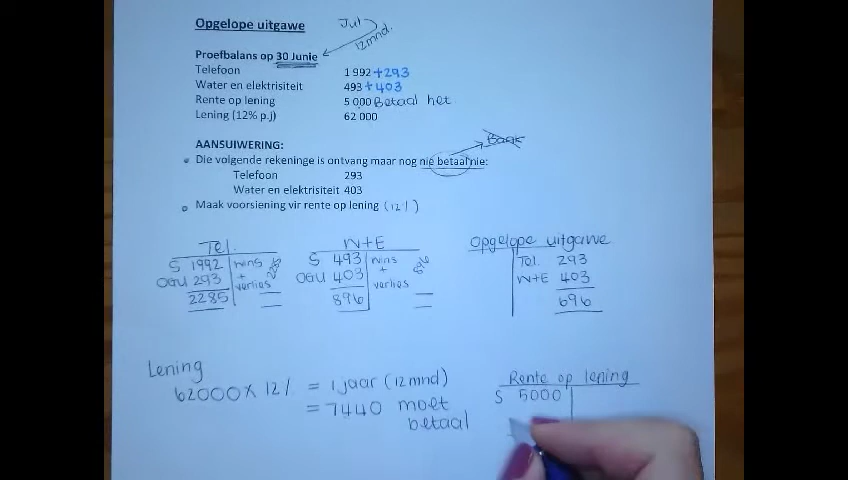 Opgelope uitgawe
Jul
12mnd.
Proefbalans op 30 Junie
Telefoon 1 992 +293
Water en elektrisiteit 493 +403
Rente op lening 5 000 Betaal het
Lening (12% p.j) 62 000
AANSUIWERING:
Bank
Die volgende rekeninge is ontvang maar nog nie betaal nie:
Telefoon 293
Water en elektrisiteit 403
Maak voorsiening vir rente op lening (12%)
Tel.
S 1992 wins
OGU 293 +
verlies
2285
W+E
S 493 wins
OGU 403 +
verlies
896
Opgelope uitgawe
Tel. 293
W+E 403
696
Lening
62000 x 12% = 1 jaar (12mnd)
= 7440 moet
betaal
Rente op lening
S 5000